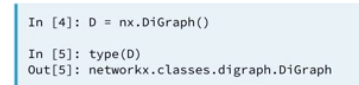 In [4]: D = nx.DiGraph()
In [5]: type(D)
Out[5]: networkx.classes.digraph.DiGraph